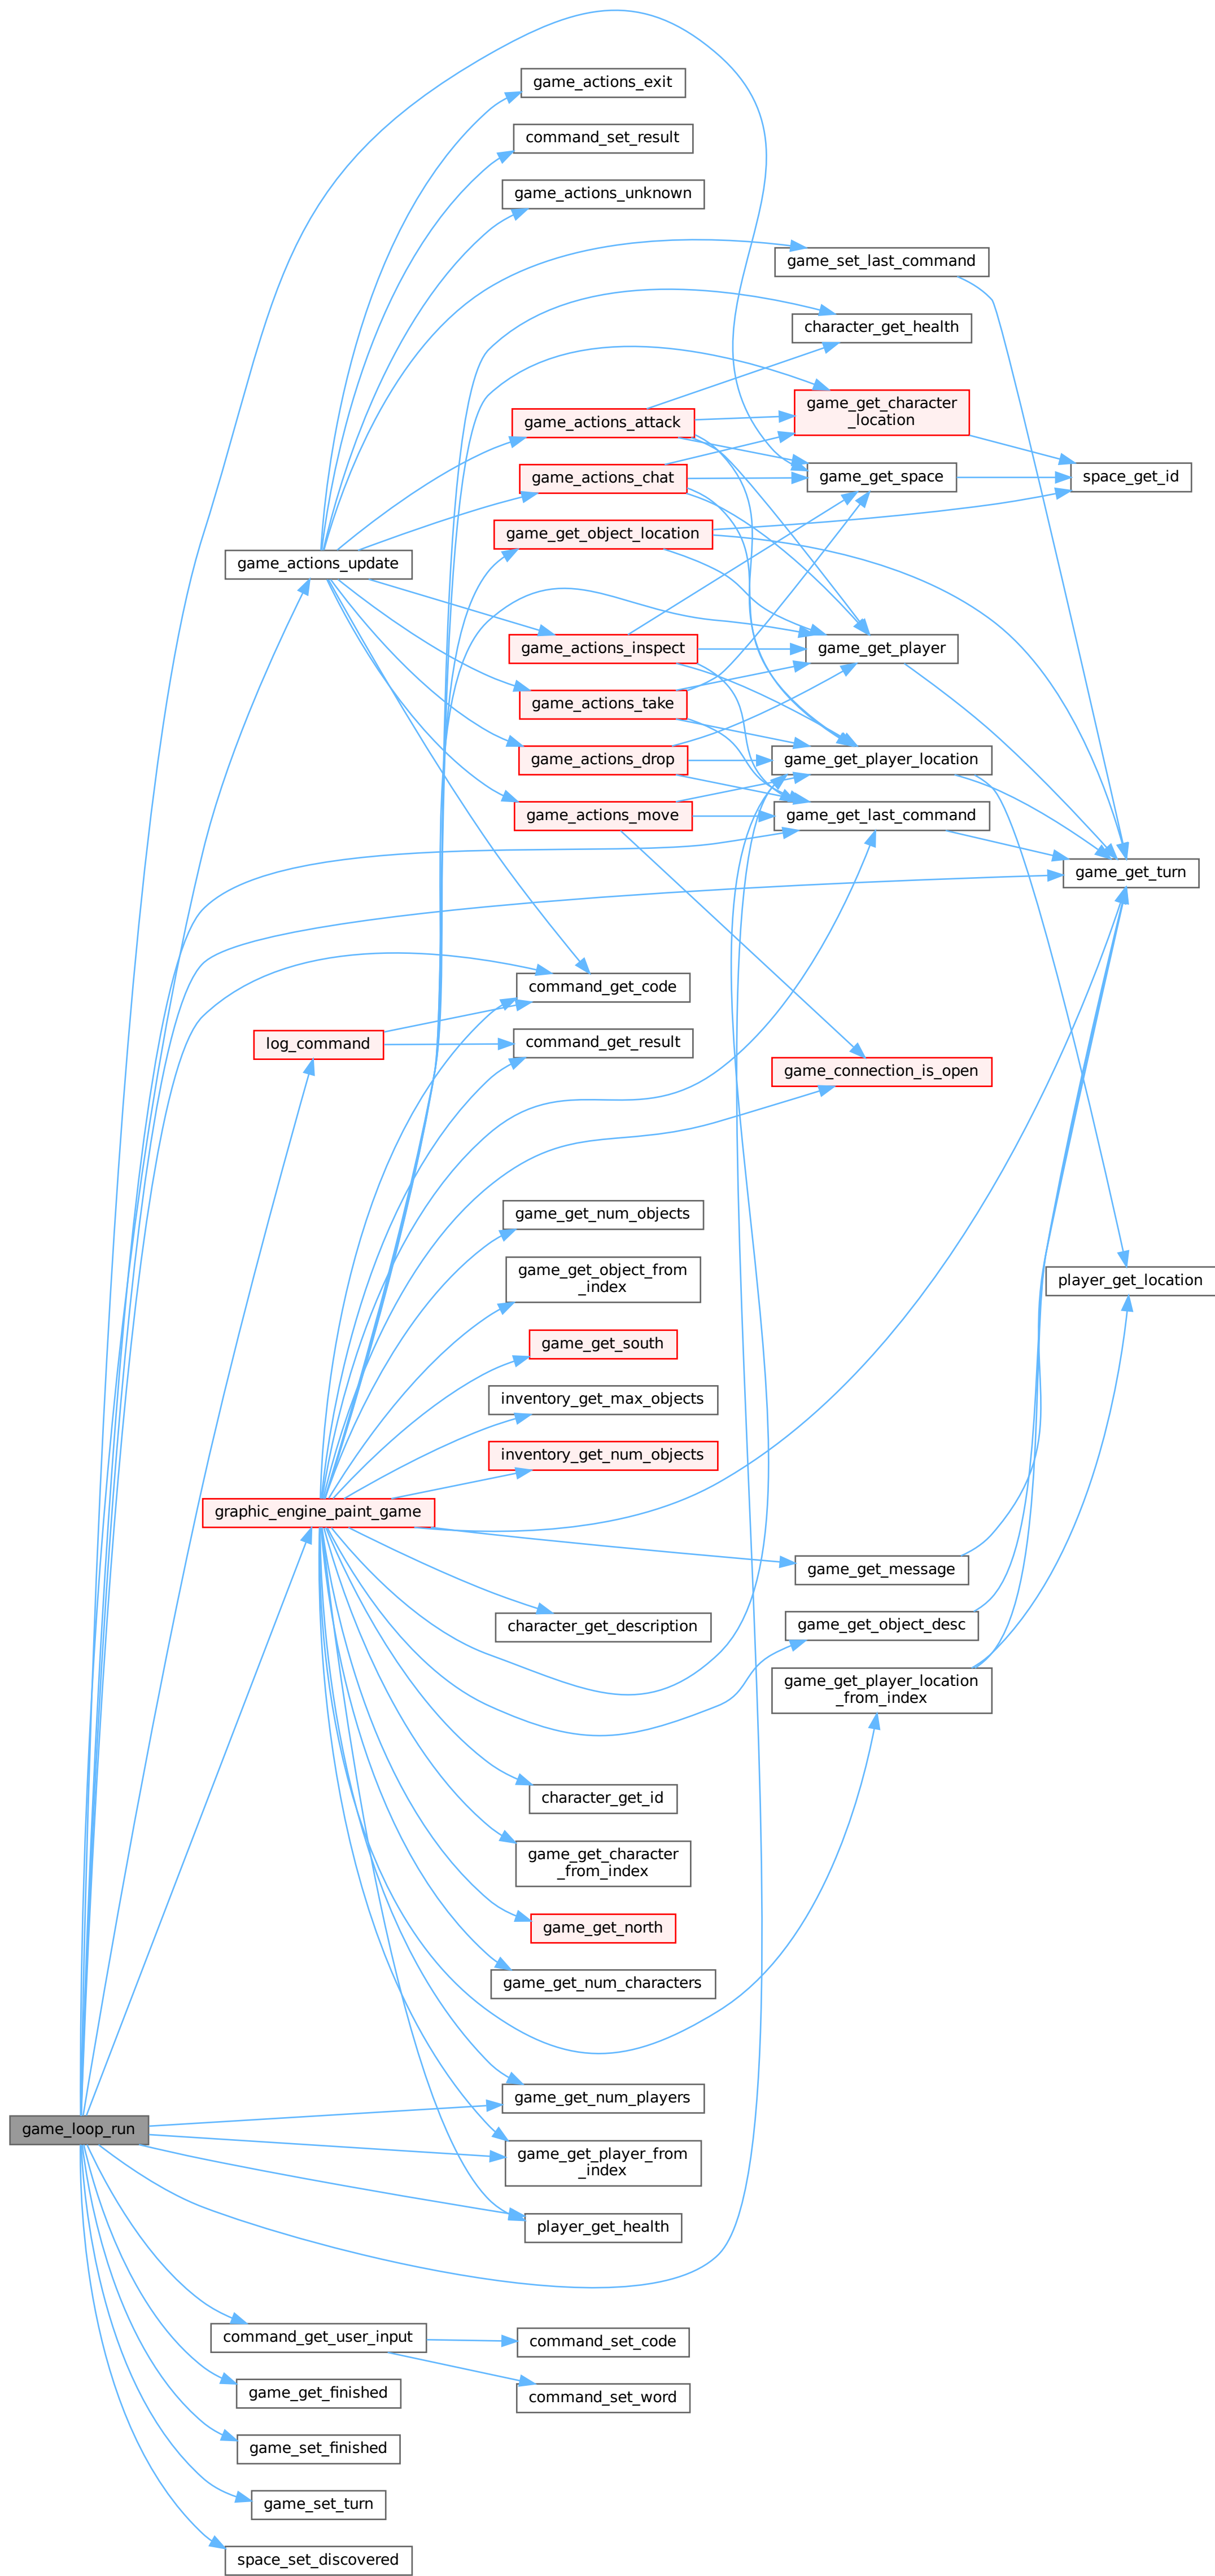 game_actions_exit
command_set_result
game_actions_unknown
game_set_last_command
character_get_health
game_get_character
_location
game_actions_attack
game_actions_chat
game_get_space
space_get_id
game_get_object_location
game_actions_update
game_actions_inspect
game_get_player
game_actions_take
game_actions_drop
game_get_player_location
game_actions_move
game_get_last_command
game_get_turn
command_get_code
log_command
command_get_result
game_connection_is_open
game_get_num_objects
game_get_object_from
_index
player_get_location
game_get_south
inventory_get_max_objects
inventory_get_num_objects
graphic_engine_paint_game
game_get_message
character_get_description
game_get_object_desc
game_get_player_location
_from_index
character_get_id
game_get_character
_from_index
game_get_north
game_get_num_characters
game_get_num_players
game_loop_run
game_get_player_from
_index
player_get_health
command_get_user_input
command_set_code
game_get_finished
command_set_word
game_set_finished
game_set_turn
space_set_discovered